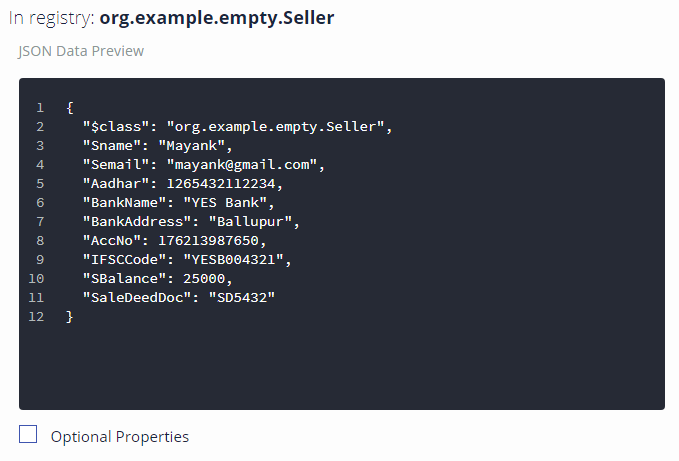 In registry: org.example.empty.Seller
JSON Data Preview
1 {
2 "$class": "org.example.empty.Seller",
3 "Sname": "Mayank",
4 "Semail": "mayank@gmail.com",
5 "Aadhar": 1265432112234,
6 "BankName": "YES Bank",
7 "BankAddress": "Ballupur",
8 "AccNo": 176213987650,
9 "IFSCCode": "YESB004321",
10 "SBalance": 25000,
11 "SaleDeedDoc": "SD5432"
12 }
Optional Properties